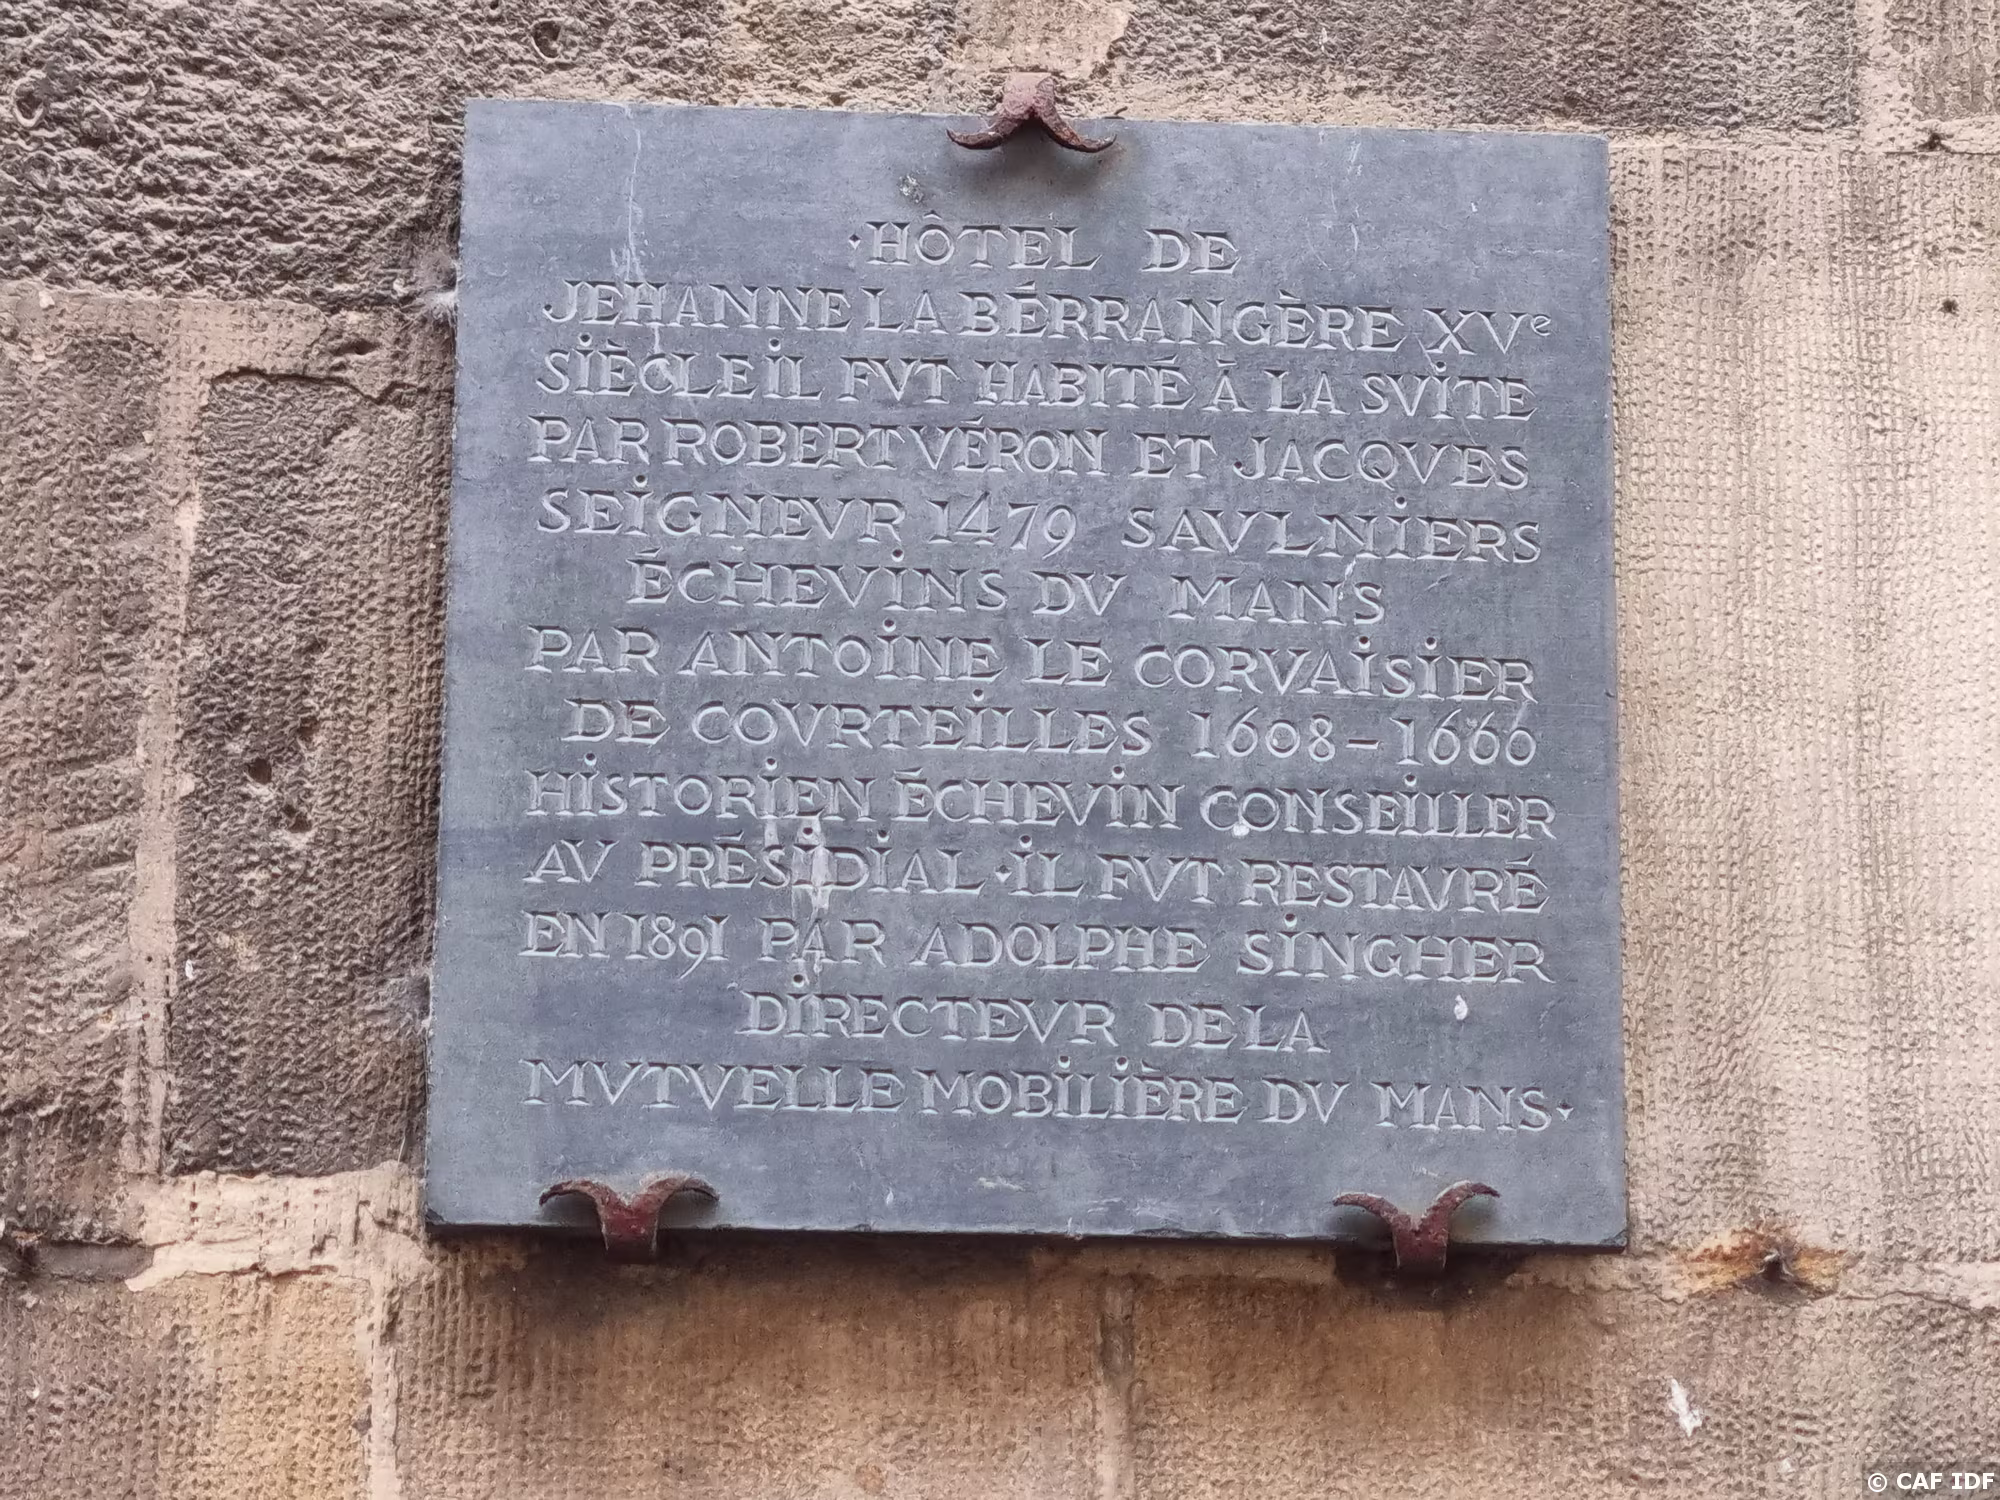 ·HÔTEL DE
JEHANNE LA BÉRRANGÈRE XVe
SIÈCLE IL FVT HABITÉ À LA SVITE
PAR ROBERT VÉRON ET JACQVES
SEIGNEVR 1479 SAVLNIERS
ÉCHEVINS DV MANS
PAR ANTOINE LE CORVAISIER
DE COVRTEILLES 1608-1660
HISTORIEN ÉCHEVIN CONSEILLER
AV PRÉSIDIAL·IL FVT RESTAVRÉ
EN 1891 PAR ADOLPHE SINGHER
DIRECTEVR DE LA
MVTVELLE MOBILIÈRE DV MANS·
© CAF IDF